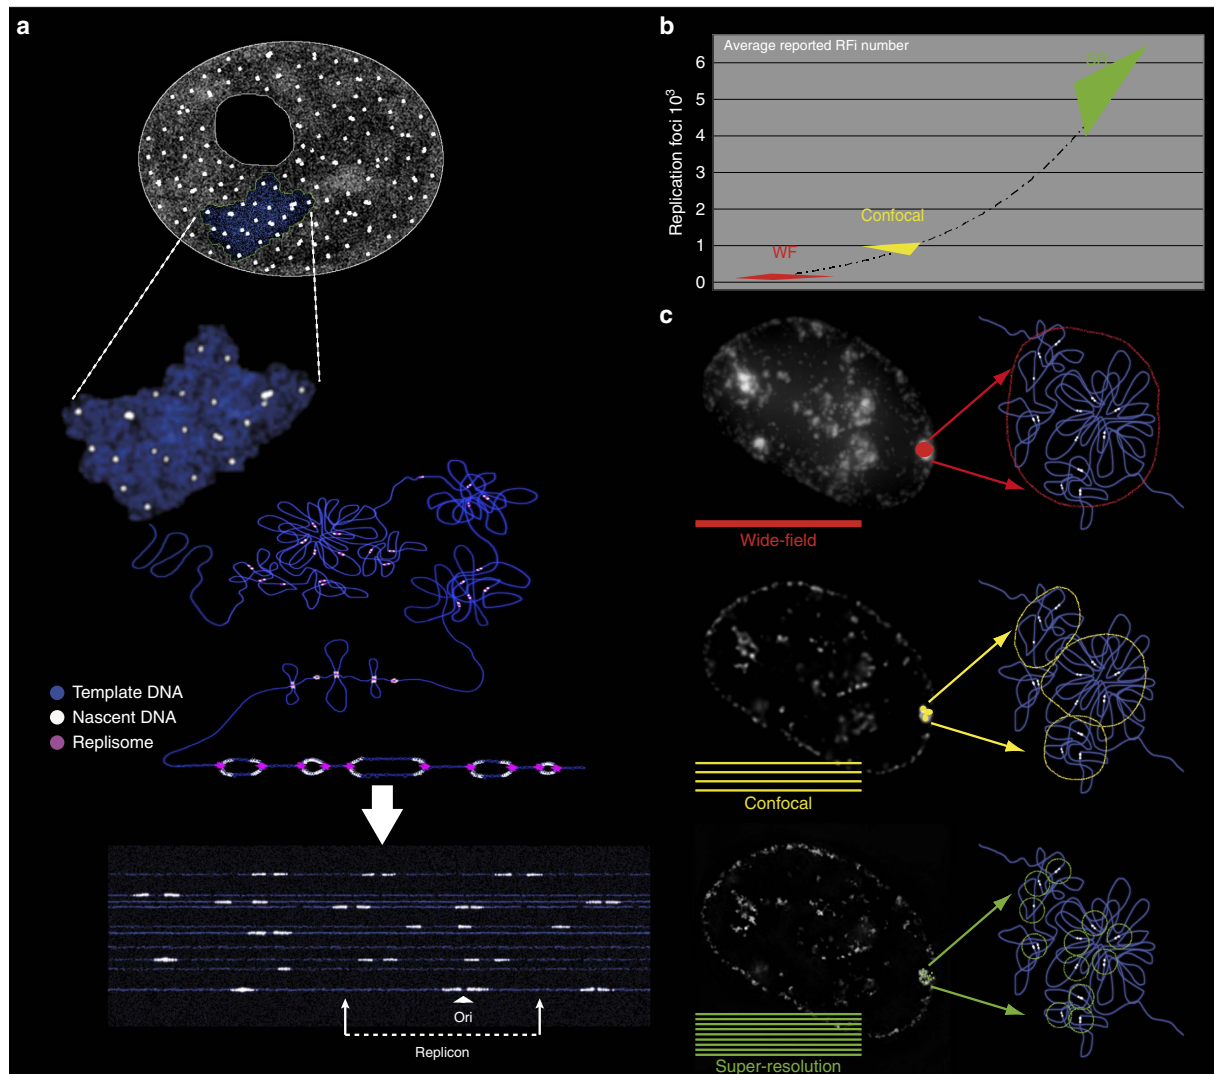 a
Template DNA
Nascent DNA
Replisome
Ori
Replicon
b
Average reported RFi number
Replication foci 10³
6
5
4
3
2
1
0
WF
Confocal
SR
c
Wide-field
Confocal
Super-resolution